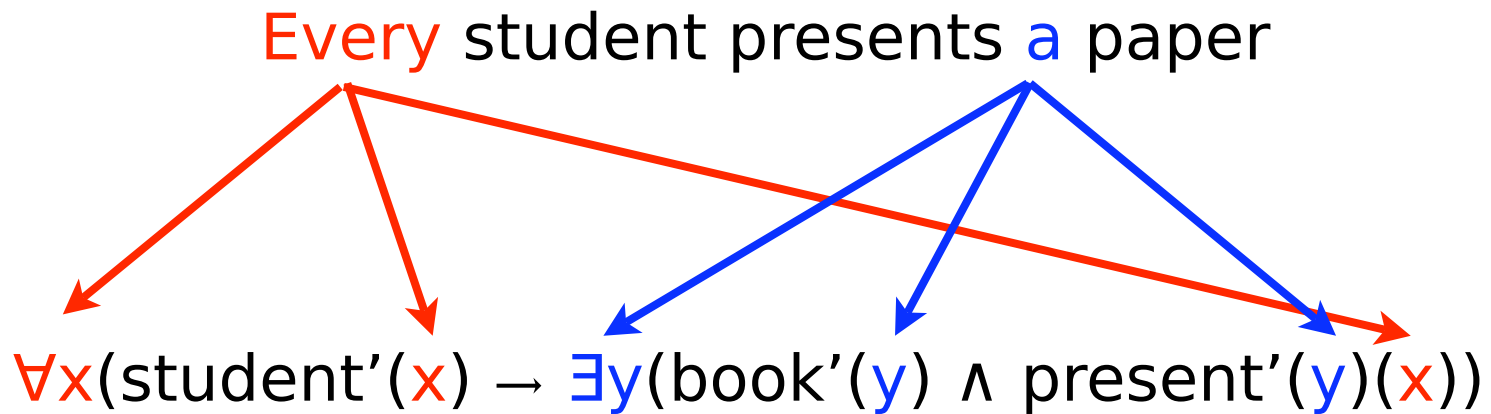 Every student presents a paper
∀x(student’(x) → ∃y(book’(y) ∧ present’(y)(x))